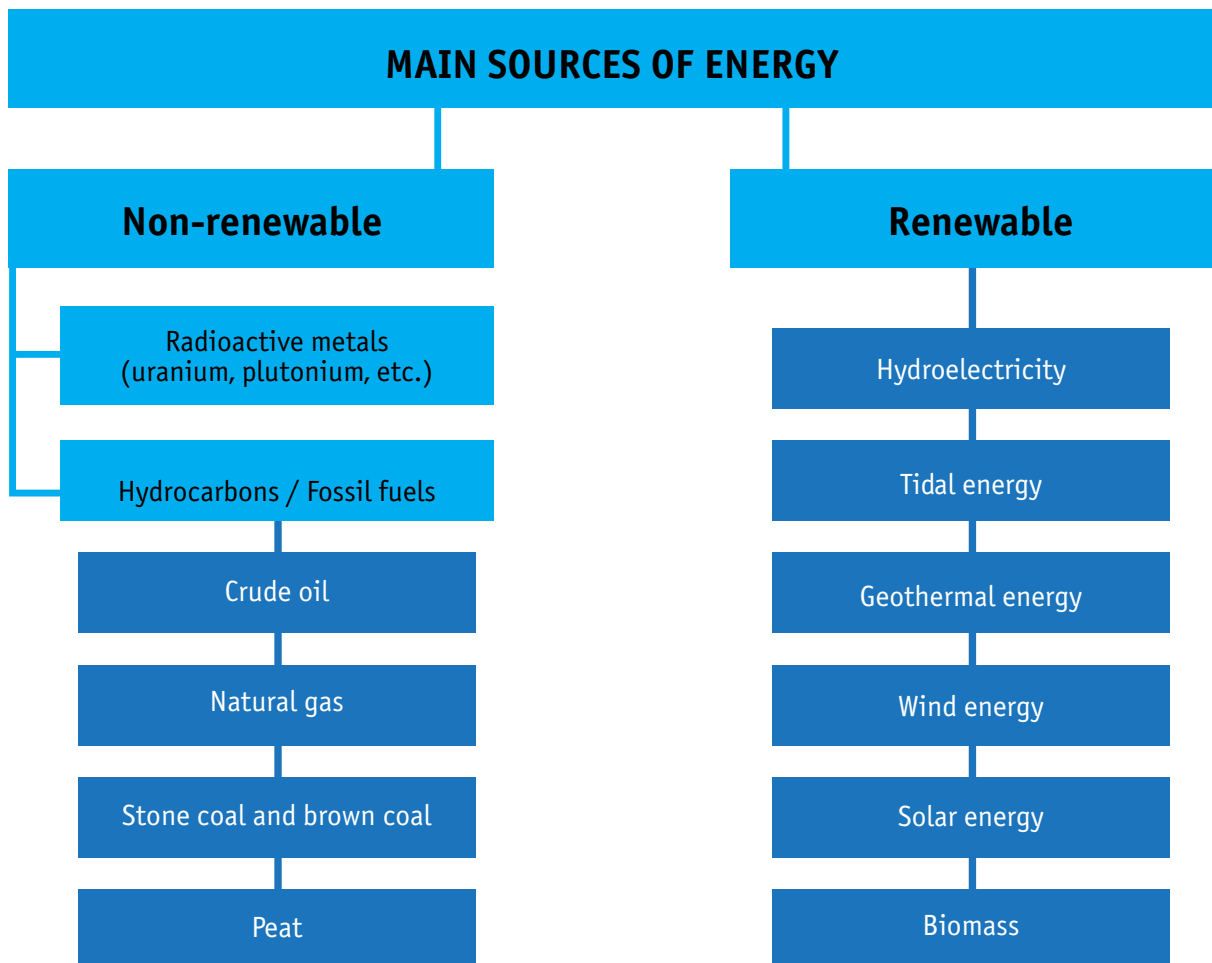 MAIN SOURCES OF ENERGY
Non-renewable
Radioactive metals
(uranium, plutonium, etc.)
Hydrocarbons / Fossil fuels
Crude oil
Natural gas
Stone coal and brown coal
Peat
Renewable
Hydroelectricity
Tidal energy
Geothermal energy
Wind energy
Solar energy
Biomass